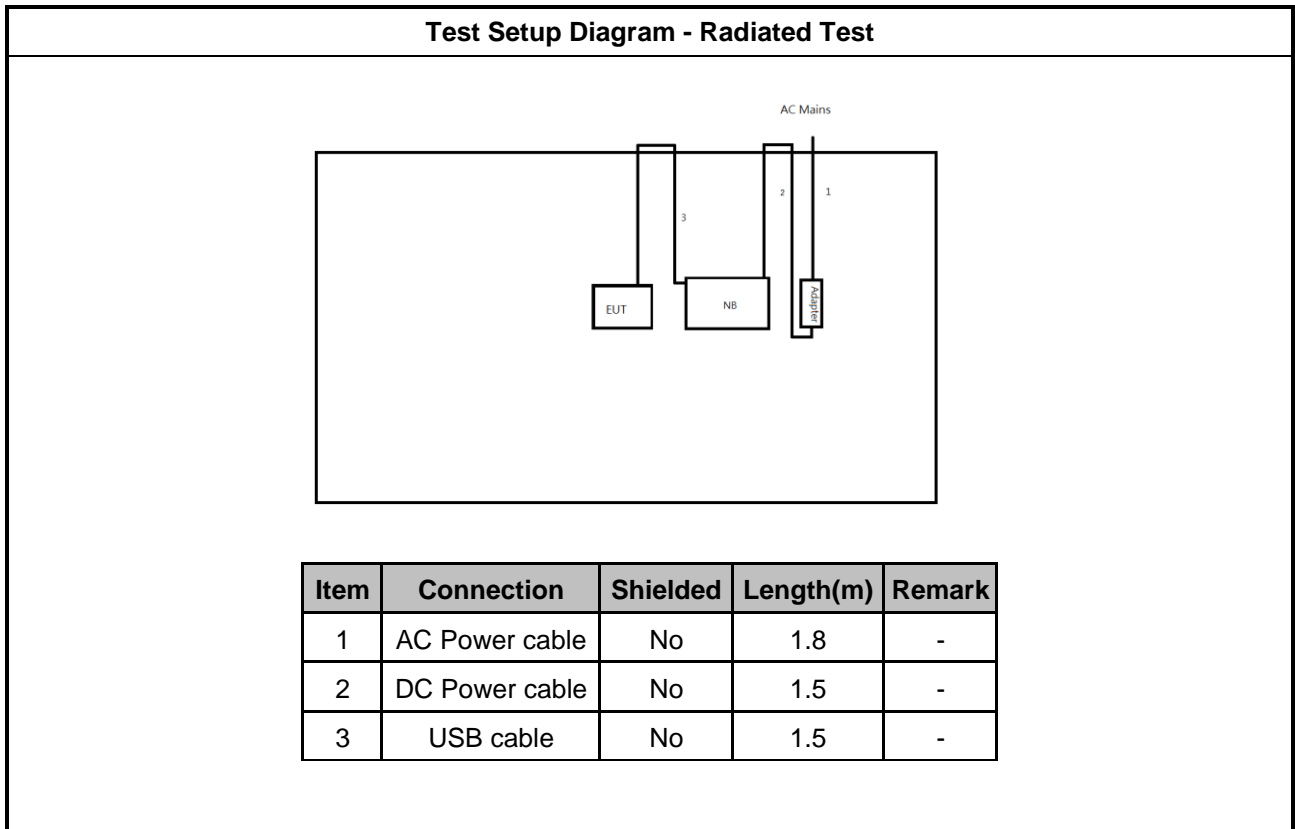 Test Setup Diagram - Radiated Test
AC Mains
2 1
3
EUT NB Adapter
Item Connection Shielded Length(m) Remark
1 AC Power cable No 1.8 -
2 DC Power cable No 1.5 -
3 USB cable No 1.5 -